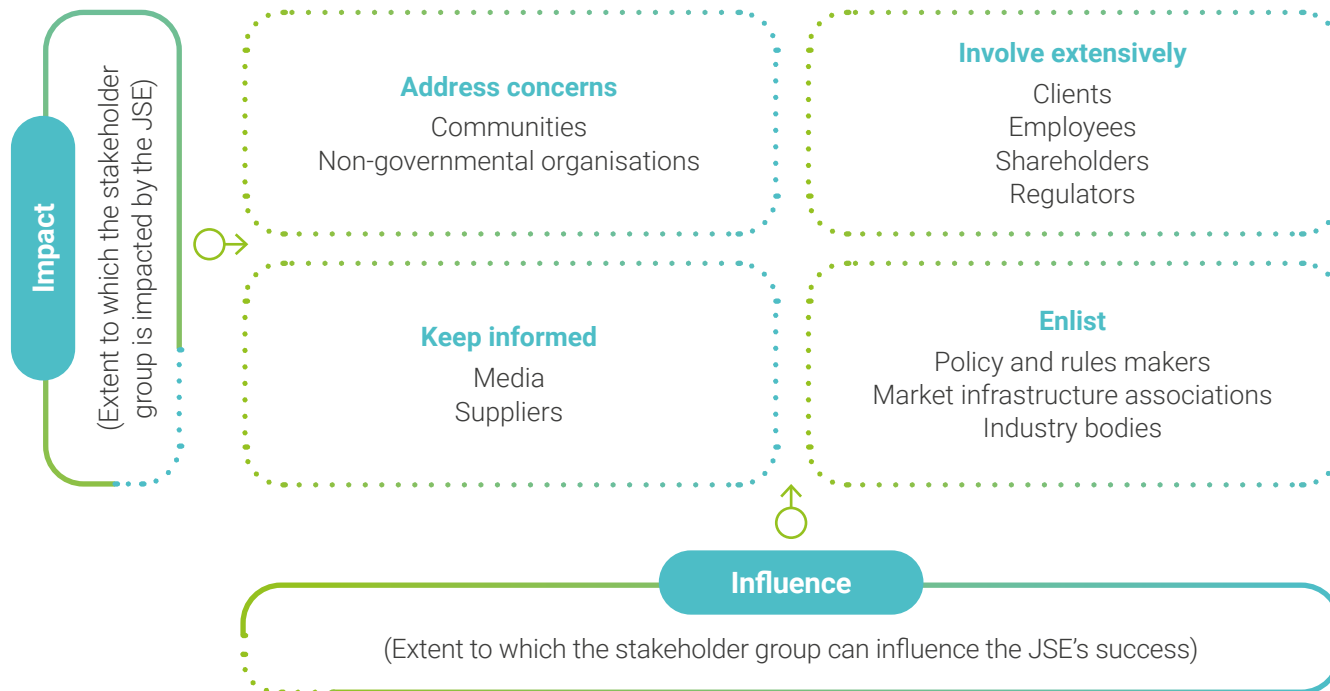 Impact
(Extent to which the stakeholder
group is impacted by the JSE)
Address concerns
Communities
Non-governmental organisations
Involve extensively
Clients
Employees
Shareholders
Regulators
Keep informed
Media
Suppliers
Enlist
Policy and rules makers
Market infrastructure associations
Industry bodies
Influence
(Extent to which the stakeholder group can influence the JSE’s success)